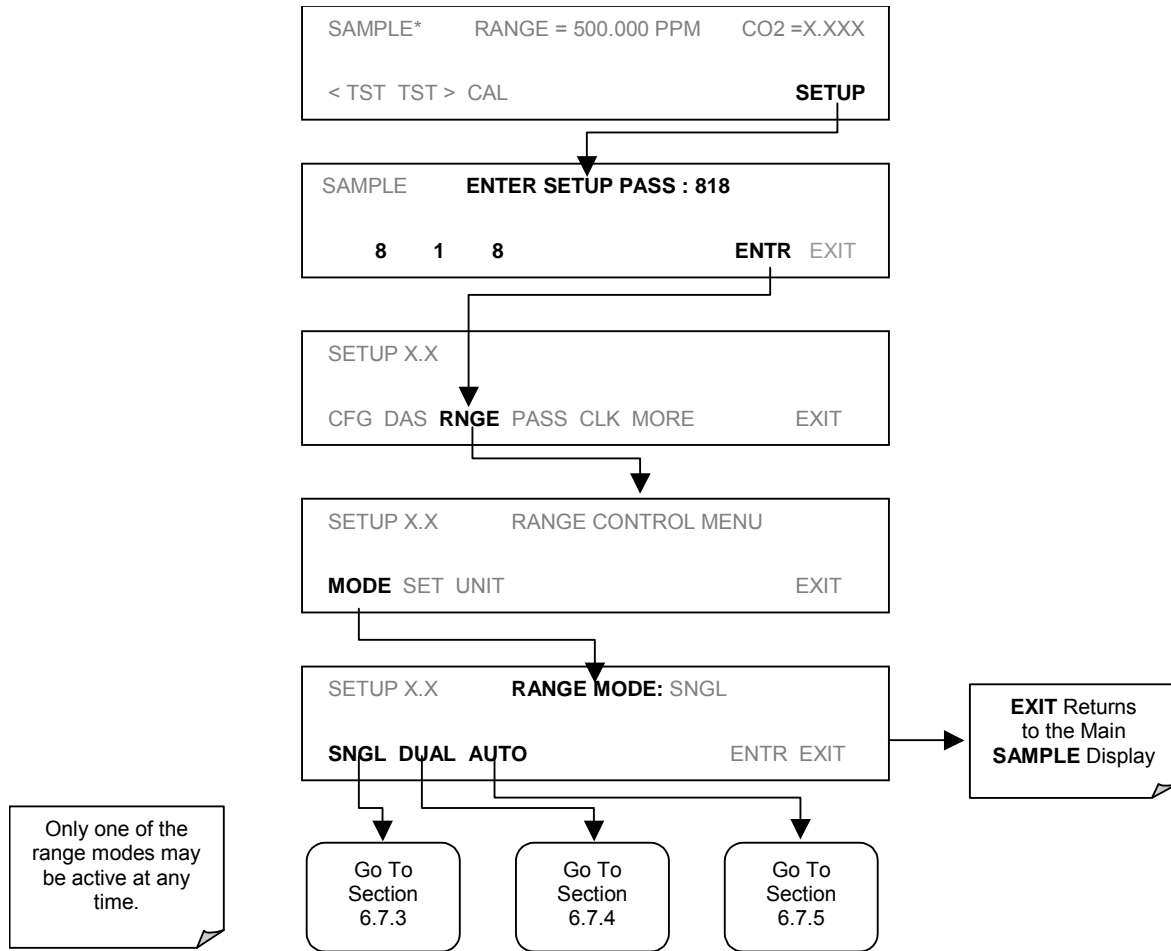 SAMPLE* RANGE = 500.000 PPM CO2 =X.XXX
< TST TST > CAL SETUP
SAMPLE ENTER SETUP PASS : 818
8 1 8 ENTR EXIT
SETUP X.X
CFG DAS RNGE PASS CLK MORE EXIT
SETUP X.X RANGE CONTROL MENU
MODE SET UNIT EXIT
SETUP X.X RANGE MODE: SNGL
SNGL DUAL AUTO ENTR EXIT
EXIT Returns
to the Main
SAMPLE Display
Only one of the
range modes may
be active at any
time.
Go To
Section
6.7.3
Go To
Section
6.7.4
Go To
Section
6.7.5